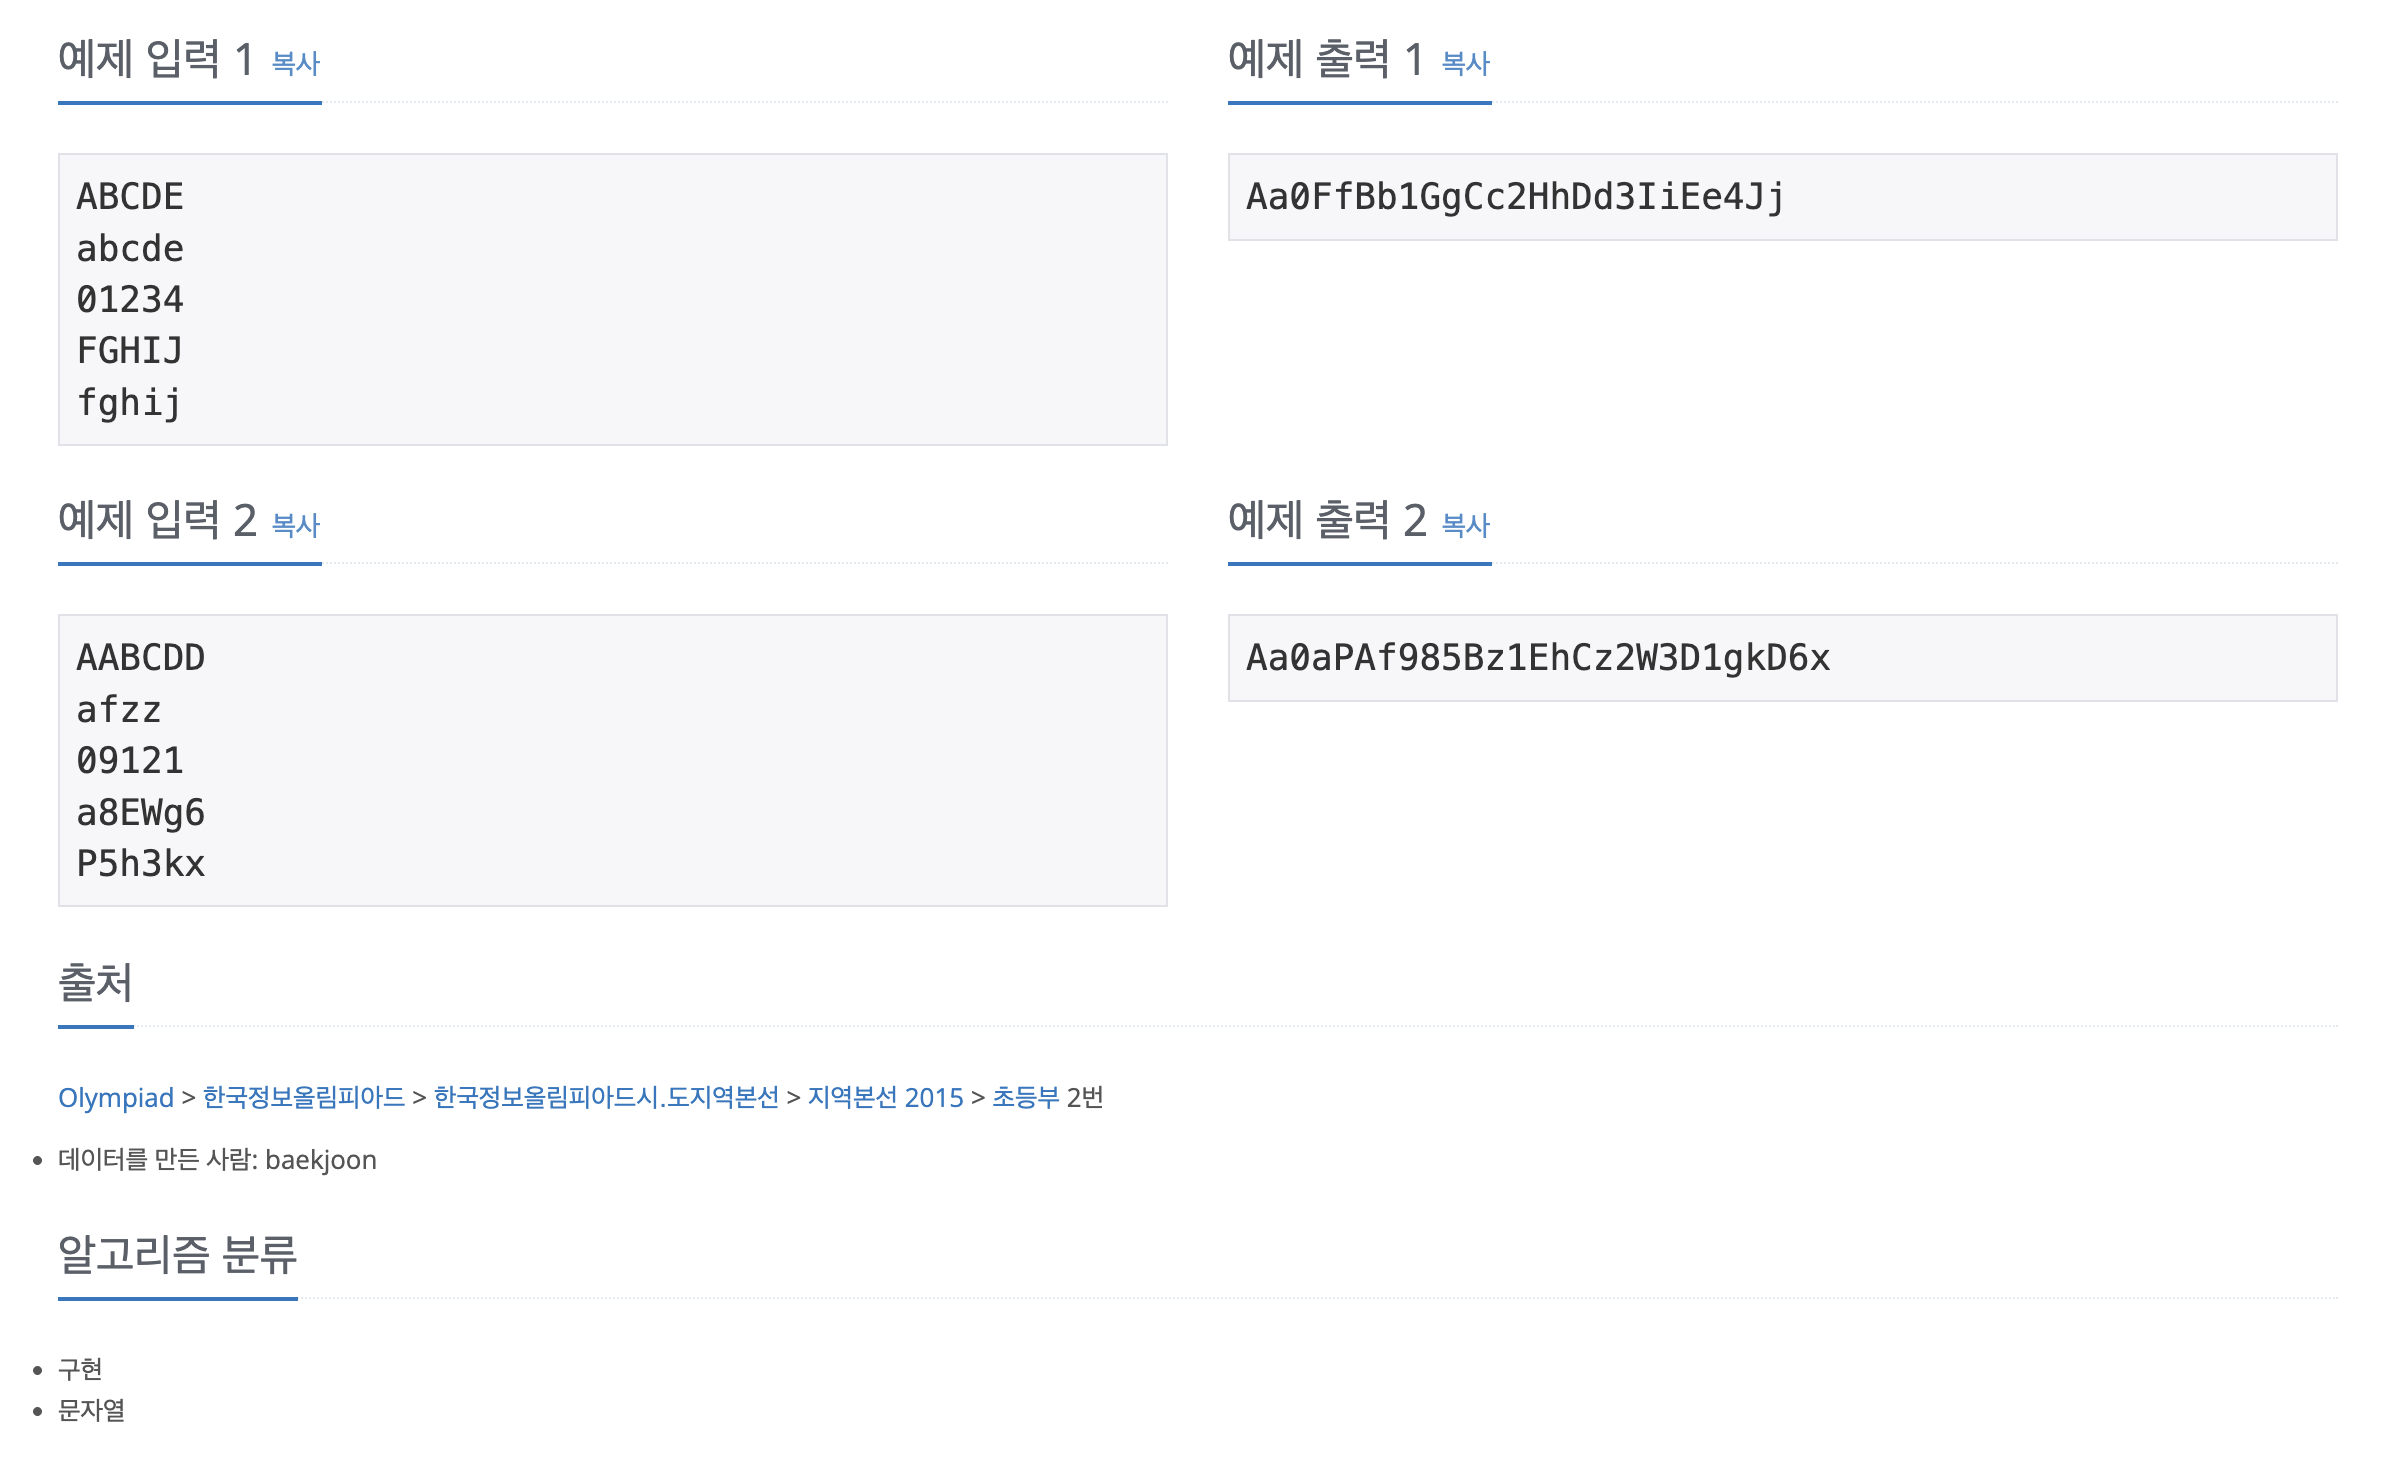 예제 입력 1 복사
ABCDE
abcde
01234
FGHIJ
fghij
예제 출력 1 복사
Aa0FfBb1GgCc2HhDd3IiEe4Jj
예제 입력 2 복사
AABCDD
afzz
09121
a8EWg6
P5h3kx
예제 출력 2 복사
Aa0aPAf985Bz1EhCz2W3D1gkD6x
출처
Olympiad > 한국정보올림피아드 > 한국정보올림피아드시.도지역본선 > 지역본선 2015 > 초등부 2번
데이터를 만든 사람: baekjoon
알고리즘 분류
구현
문자열